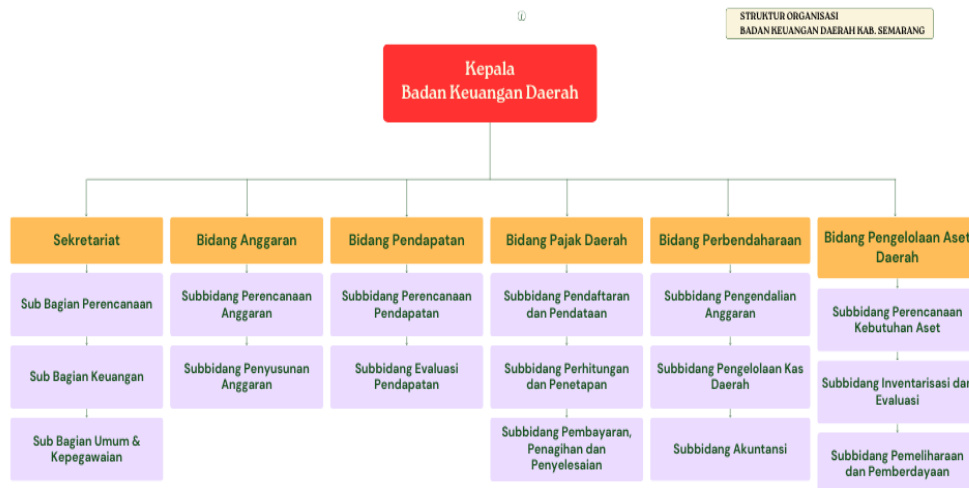 STRUKTUR ORGANISASI
BADAN KEUANGAN DAERAH KAB. SEMARANG
Kepala
Badan Keuangan Daerah
Sekretariat
Sub Bagian Perencanaan
Sub Bagian Keuangan
Sub Bagian Umum &
Kepegawaian
Bidang Anggaran
Subbidang Perencanaan
Anggaran
Subbidang Penyusunan
Anggaran
Bidang Pendapatan
Subbidang Perencanaan
Pendapatan
Subbidang Evaluasi
Pendapatan
Bidang Pajak Daerah
Subbidang Pendaftaran
dan Pendataan
Subbidang Perhitungan
dan Penetapan
Subbidang Pembayaran,
Penagihan dan
Penyelesaian
Bidang Perbendaharaan
Subbidang Pengendalian
Anggaran
Subbidang Pengelolaan Kas
Daerah
Subbidang Akuntansi
Bidang Pengelolaan Aset
Daerah
Subbidang Perencanaan
Kebutuhan Aset
Subbidang Inventarisasi dan
Evaluasi
Subbidang Pemeliharaan
dan Pemberdayaan